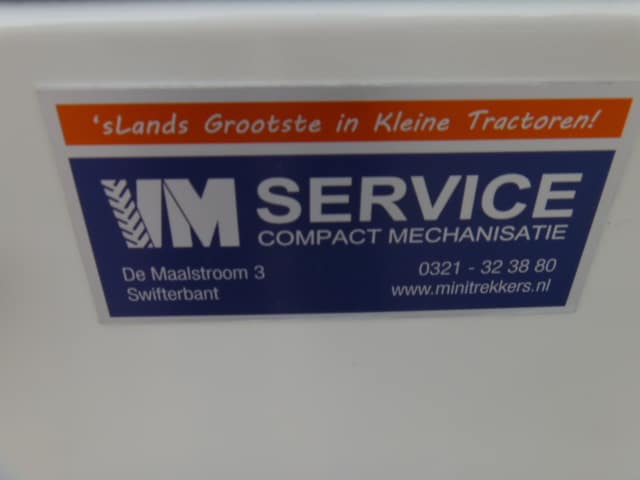 'sLands Grootste in Kleine Tractoren!
VM SERVICE
COMPACT MECHANISATIE
De Maalstroom 3
Swifterbant
0321 - 32 38 80
www.minitrekkers.nl